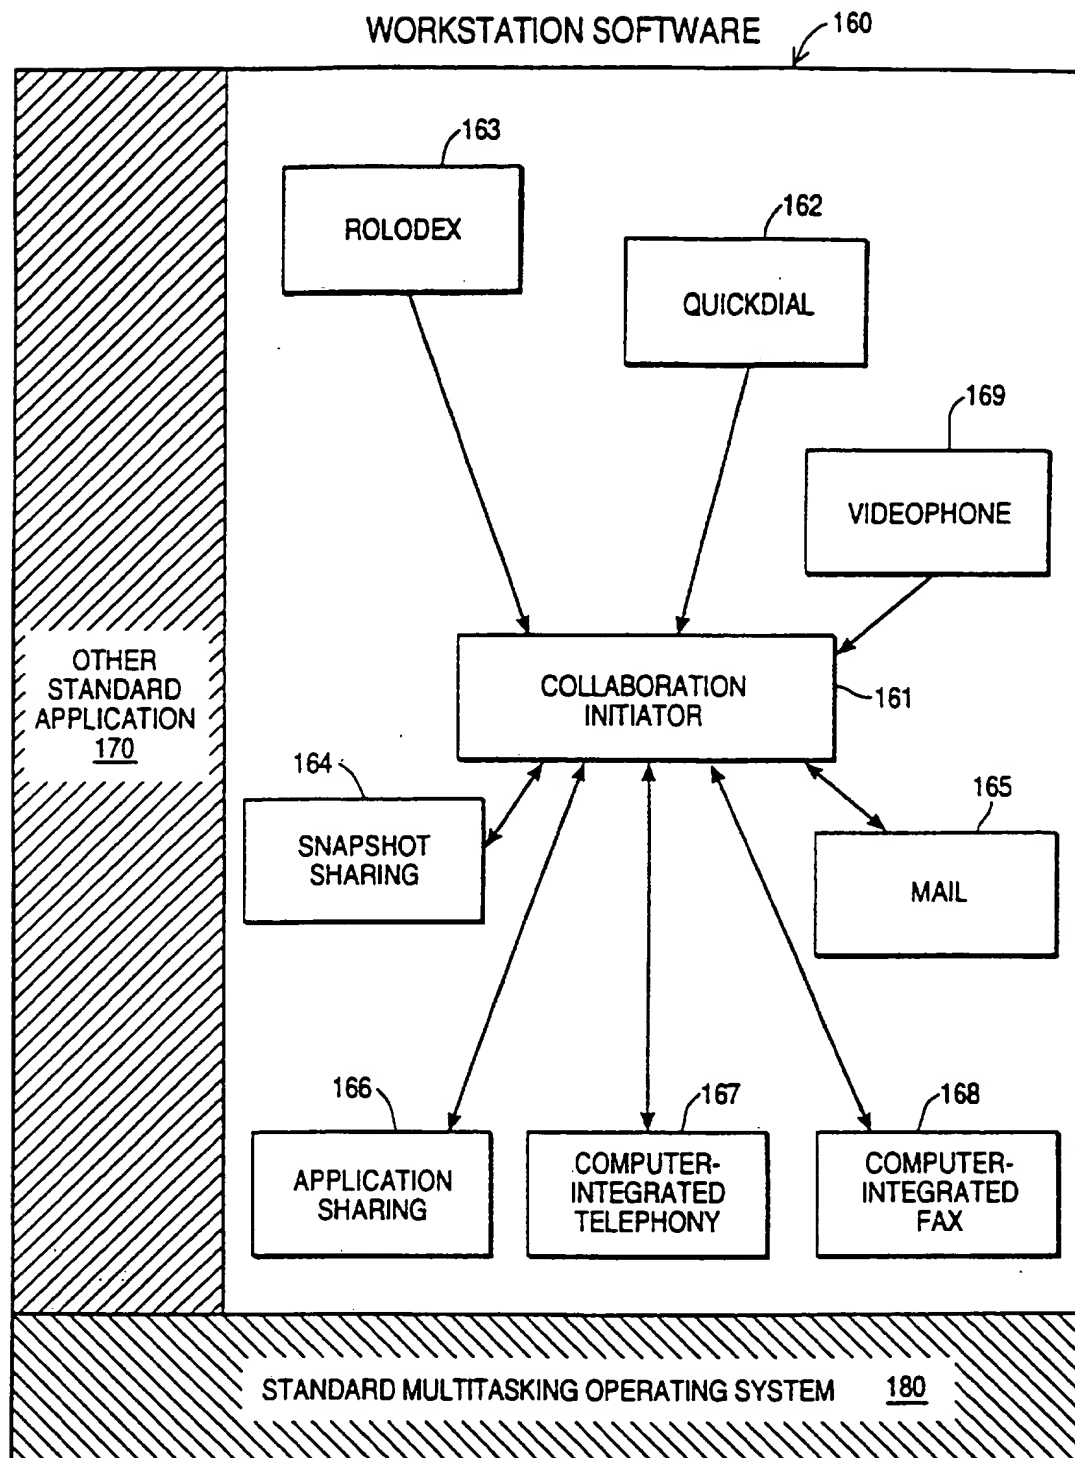 WORKSTATION SOFTWARE
160
163
ROLODEX
162
QUICKDIAL
169
VIDEOPHONE
COLLABORATION
INITIATOR
161
OTHER
STANDARD
APPLICATION
170
164
SNAPSHOT
SHARING
165
MAIL
166
APPLICATION
SHARING
167
COMPUTER-
INTEGRATED
TELEPHONY
168
COMPUTER-
INTEGRATED
FAX
STANDARD MULTITASKING OPERATING SYSTEM 180